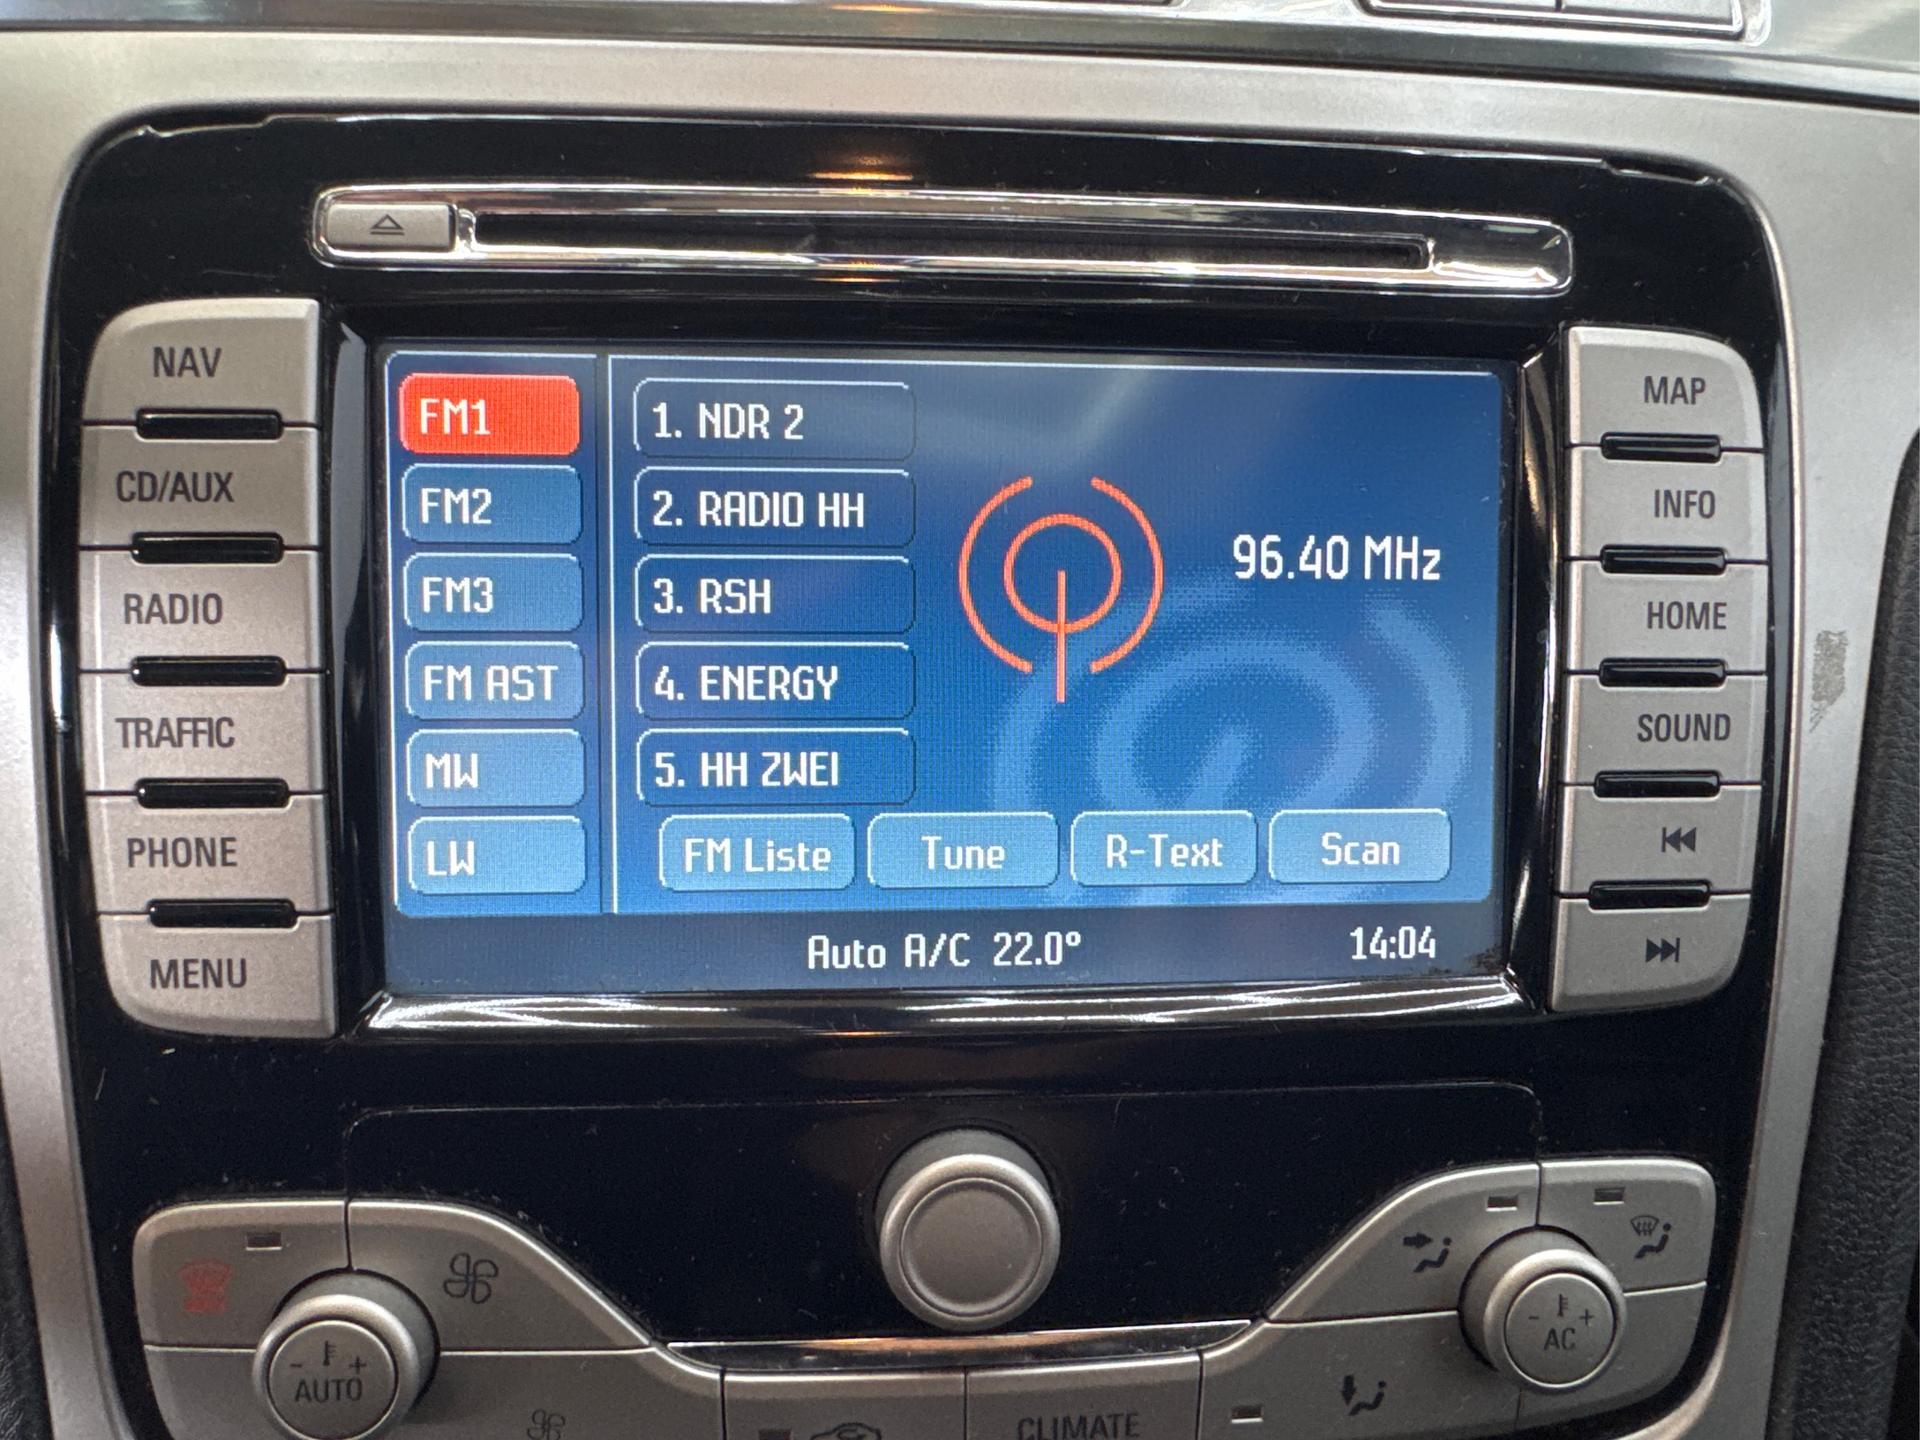 NAV
CD/AUX
RADIO
TRAFFIC
PHONE
MENU
FM1
FM2
FM3
FM AST
MW
LW
1. NDR 2
2. RADIO HH
3. RSH
4. ENERGY
5. HH ZWEI
96.40 MHz
FM Liste
Tune
R-Text
Scan
Auto A/C 22.0°
14:04
MAP
INFO
HOME
SOUND
- +
AUTO
- +
AC
CLIMATE